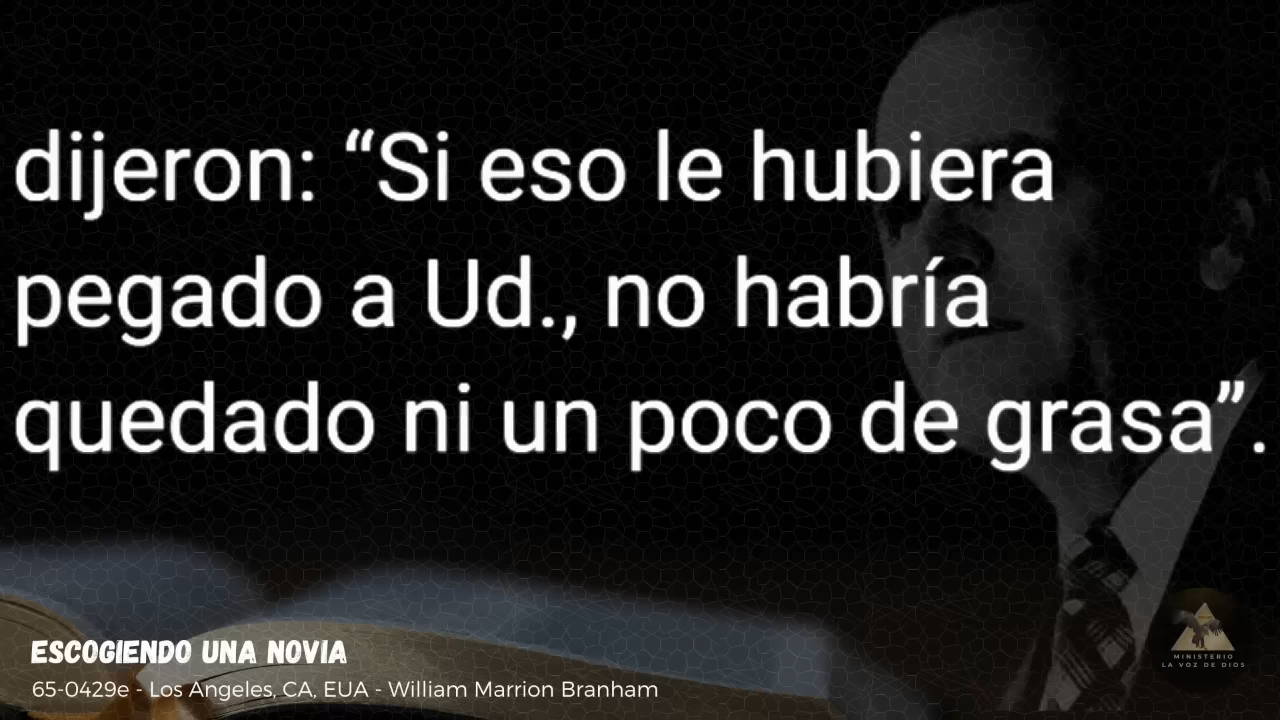 dijeron: “Si eso le hubiera
pegado a Ud., no habría
quedado ni un poco de grasa”.
ESCOGIENDO UNA NOVIA
65-0429e - Los Angeles, CA, EUA - William Marrion Branham
MINISTERIO
LA VOZ DE DIOS